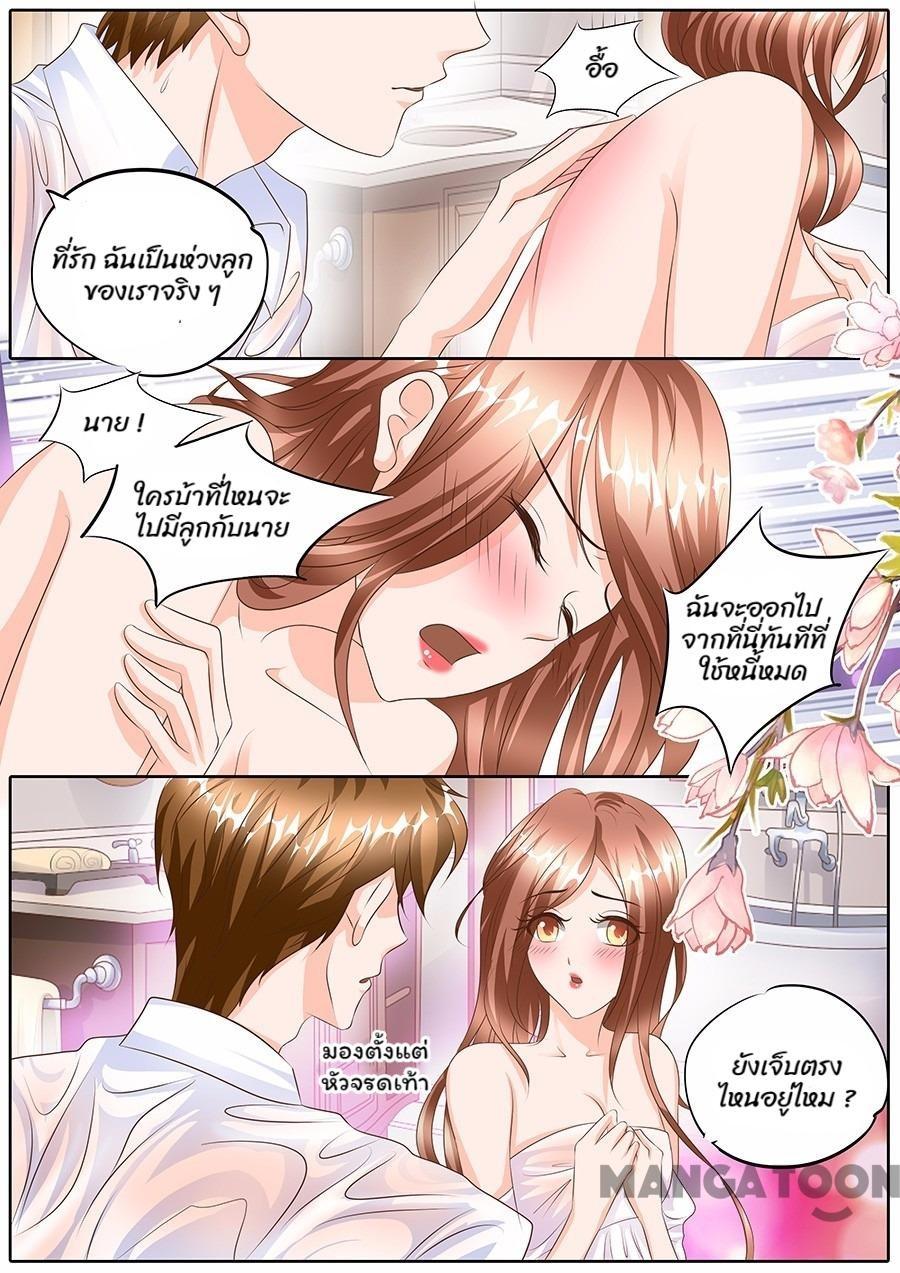 อื้อ
ที่รัก ฉันเป็นห่วงลูก
ของเราจริง ๆ
นาย !
ใครบ้าที่ไหนจะ
ไปมีลูกกับนาย
ฉันจะออกไป
จากที่นี่ทันทีที่
ใช้หนี้หมด
มองตั้งแต่
หัวจรดเท้า
ยังเจ็บตรง
ไหนอยู่ไหม ?
MANGATOON